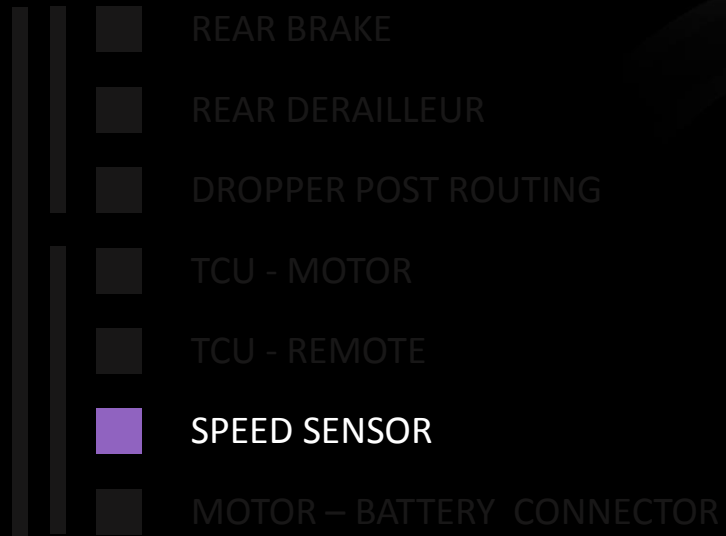 REAR BRAKE
REAR DERAILLEUR
DROPPER POST ROUTING
TCU - MOTOR
TCU - REMOTE
SPEED SENSOR
MOTOR – BATTERY CONNECTOR